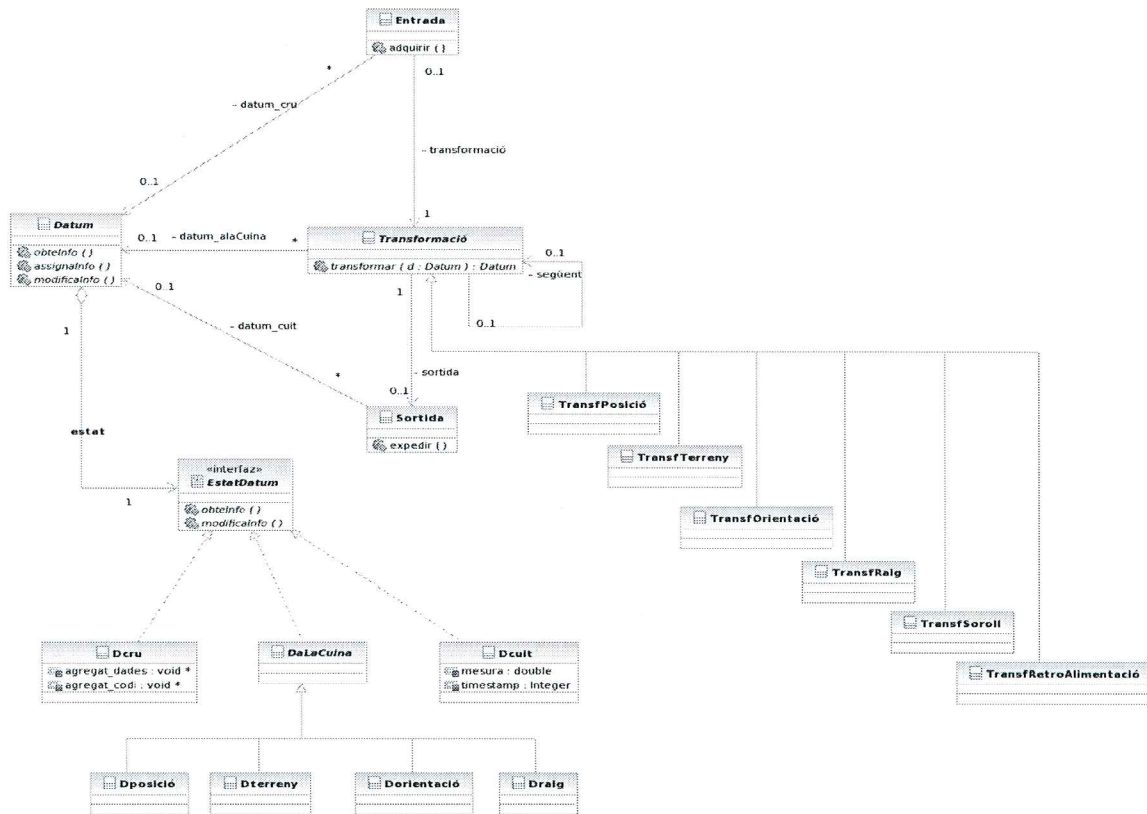 Entrada
adquirir ( )
0..1
*
- datum_cru
- transformació
0..1
1
Datum
obteInfo ( )
assignaInfo ( )
modificaInfo ( )
0..1
- datum_alaCuina
*
Transformació
transformar ( d : Datum ) : Datum
0..1
- següent
0..1
1
0..1
- datum_cuit
*
1
- sortida
0..1
Sortida
expedir ( )
estat
1
«interfaz»
EstatDatum
obteInfo ( )
modificaInfo ( )
TransfPosició
TransfTerreny
TransfOrientació
TransfRaig
TransfSoroll
TransfRetroAlimentació
Dcru
agregat_dades : void *
agregat_codi : void *
DaLaCuina
Dcuit
mesura : double
timestamp : Integer
Dposició
Dterreny
Dorientació
Draig